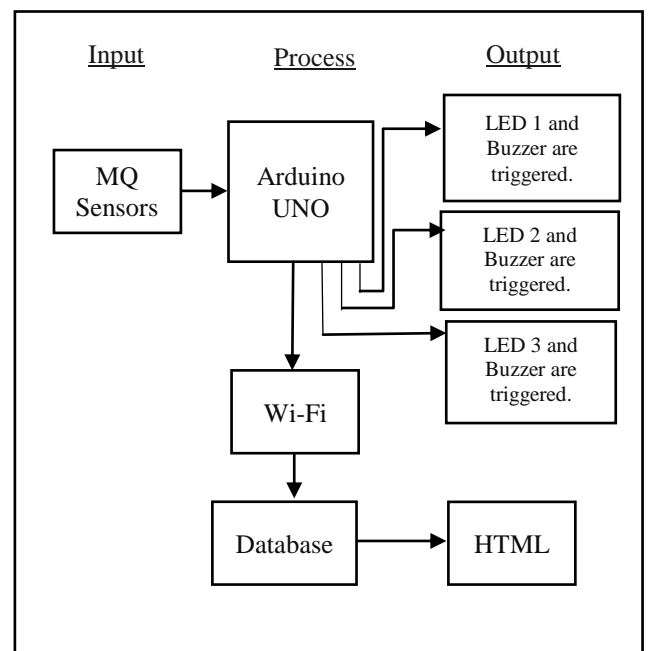 Input
Process
Output
MQ
Sensors
Arduino
UNO
LED 1 and
Buzzer are
triggered.
LED 2 and
Buzzer are
triggered.
LED 3 and
Buzzer are
triggered.
Wi-Fi
Database
HTML